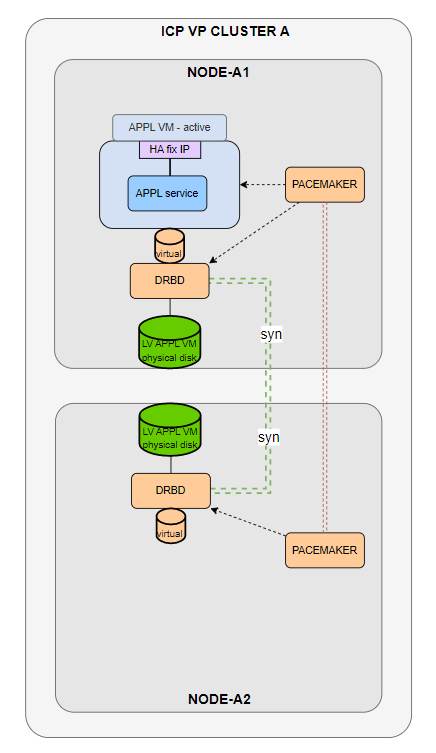 ICP VP CLUSTER A
NODE-A1
APPL VM - active
HA fix IP
APPL service
PACEMAKER
virtual
DRBD
syn
LV APPL VM
physical disk
LV APPL VM
physical disk
syn
DRBD
virtual
PACEMAKER
NODE-A2